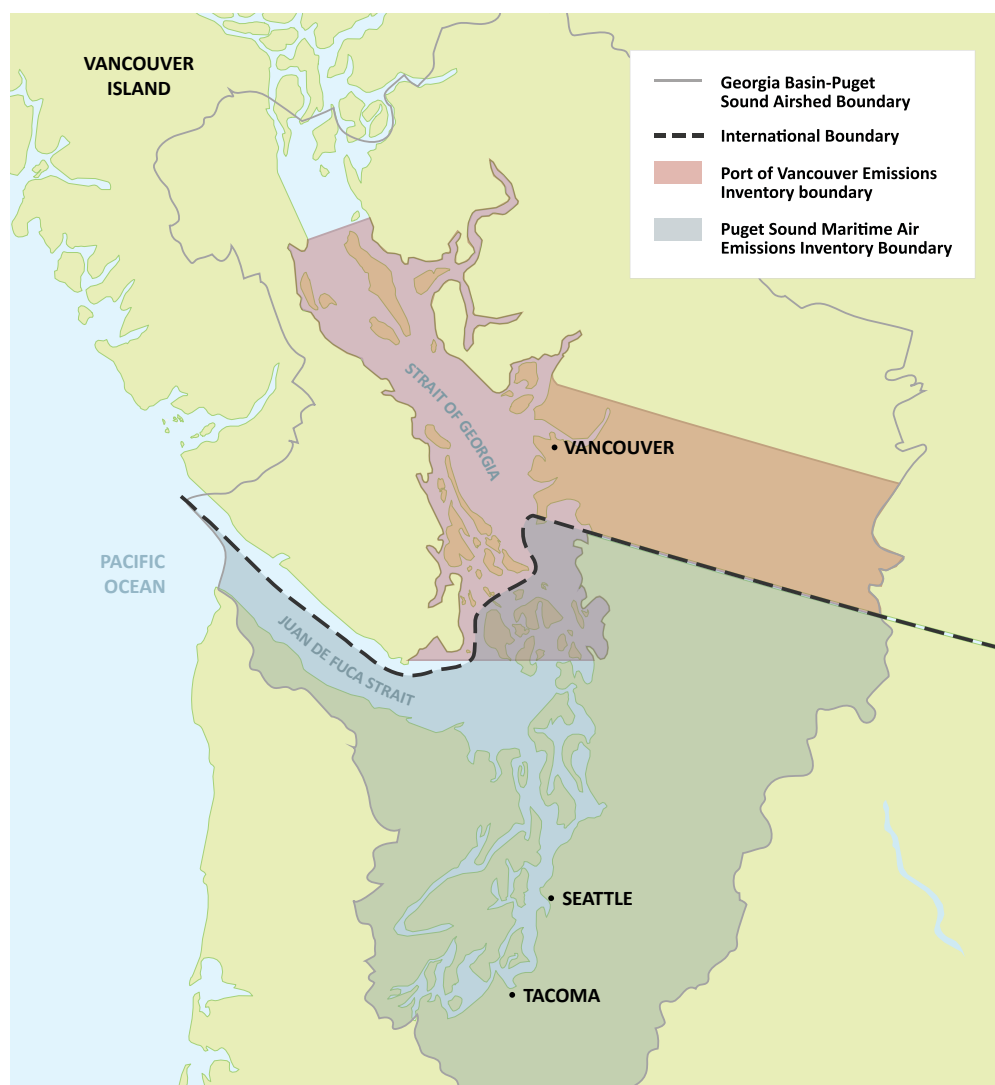 VANCOUVER
ISLAND
Georgia Basin-Puget
Sound Airshed Boundary
International Boundary
Port of Vancouver Emissions
Inventory boundary
Puget Sound Maritime Air
Emissions Inventory Boundary
STRAIT OF GEORGIA
VANCOUVER
PACIFIC
OCEAN
JUAN DE FUCA STRAIT
SEATTLE
TACOMA